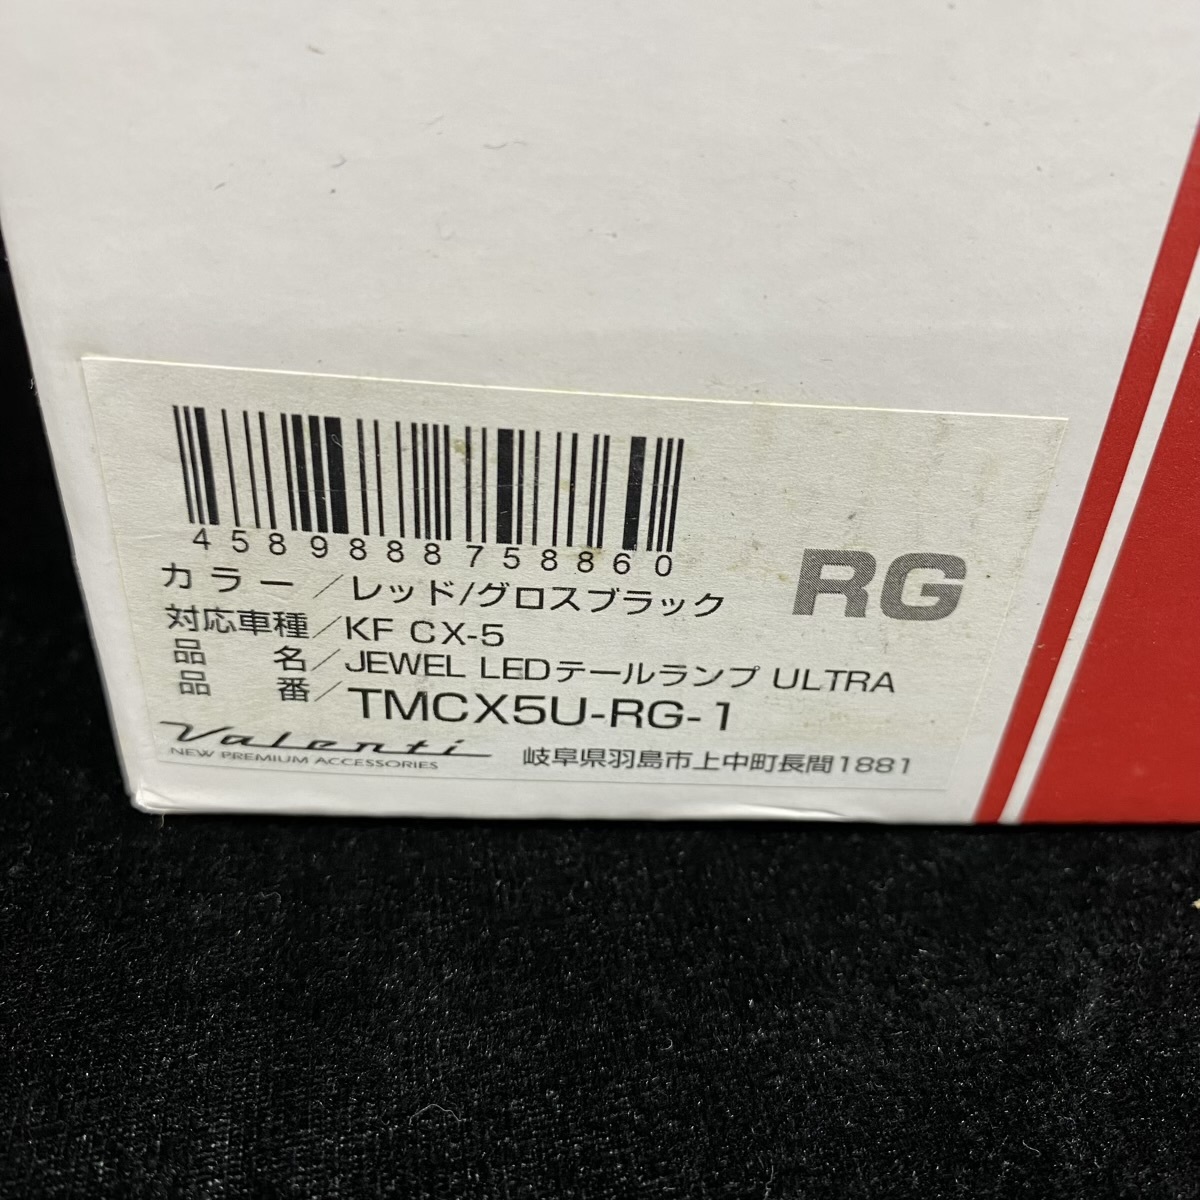 4589888758860
カラー/レッド/グロスブラック
RG
対応車種/KF CX-5
品名/JEWEL LEDテールランプ ULTRA
品番/TMCX5U-RG-1
Valenti
NEW PREMIUM ACCESSORIES
岐阜県羽島市上中町長間1881